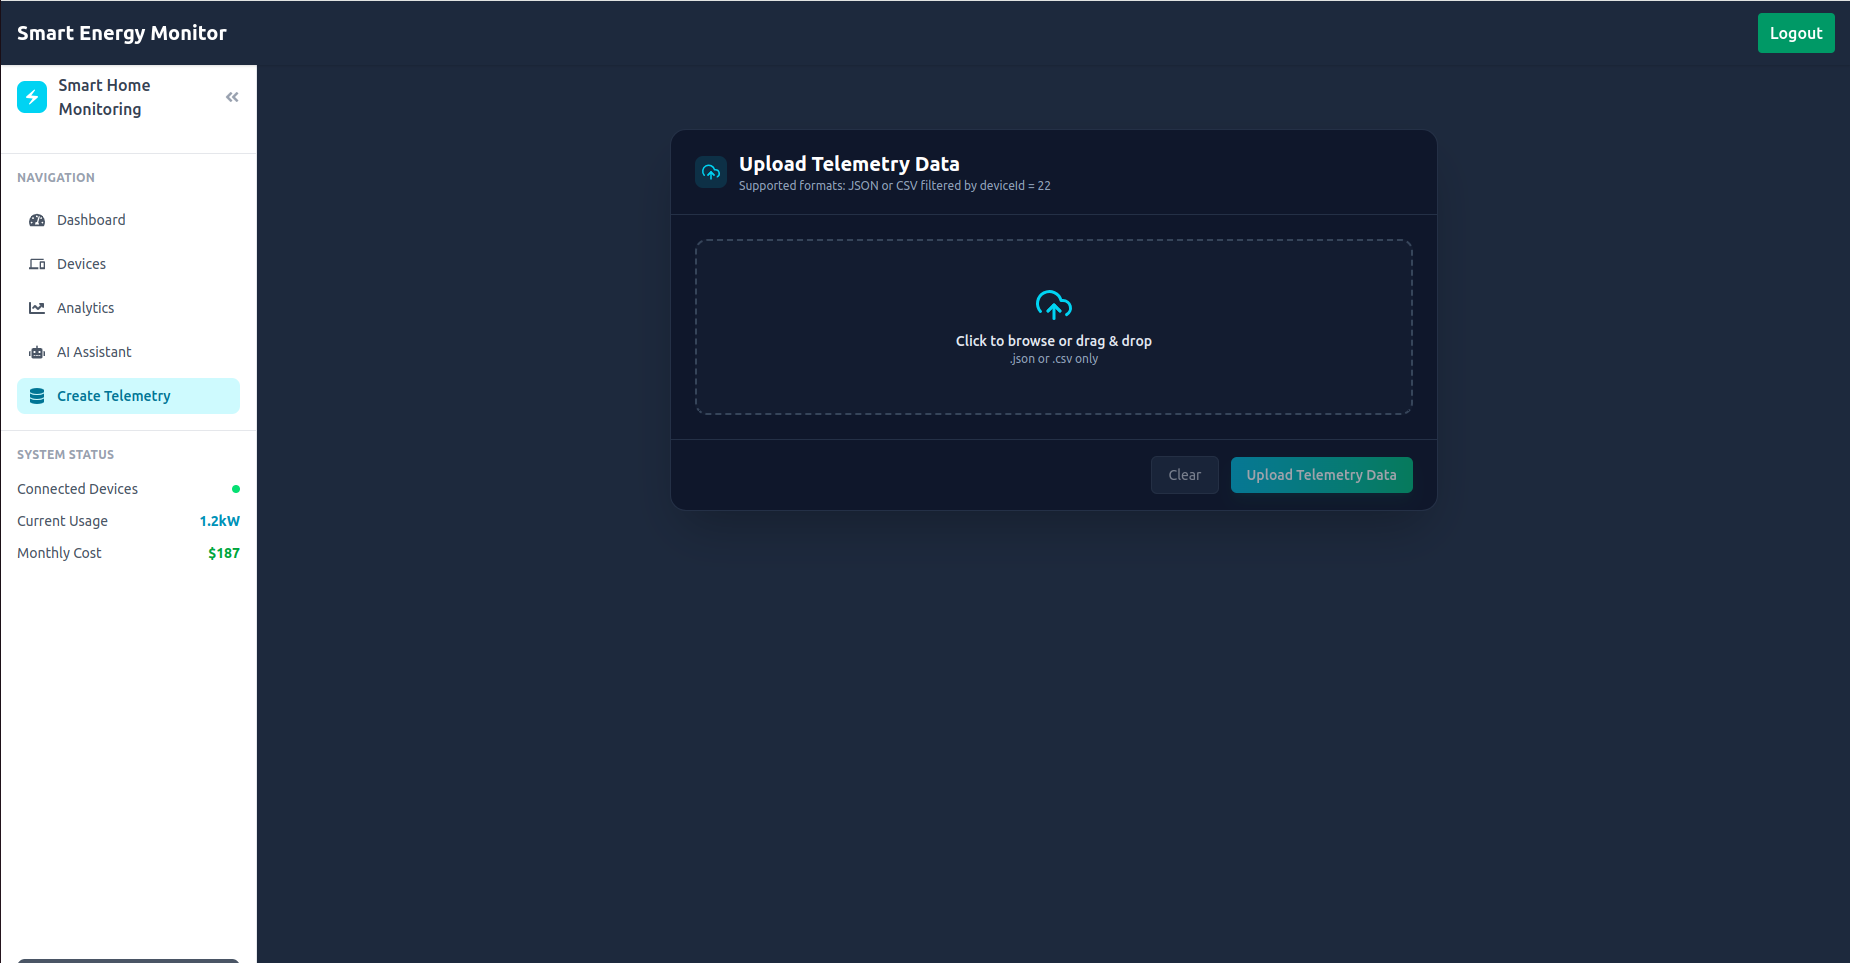 Smart Energy Monitor
Logout
Smart Home
Monitoring
NAVIGATION
Dashboard
Devices
Analytics
AI Assistant
Create Telemetry
SYSTEM STATUS
Connected Devices
Current Usage 1.2kW
Monthly Cost $187
Upload Telemetry Data
Supported formats: JSON or CSV filtered by deviceId = 22
Click to browse or drag & drop
.json or .csv only
Clear
Upload Telemetry Data